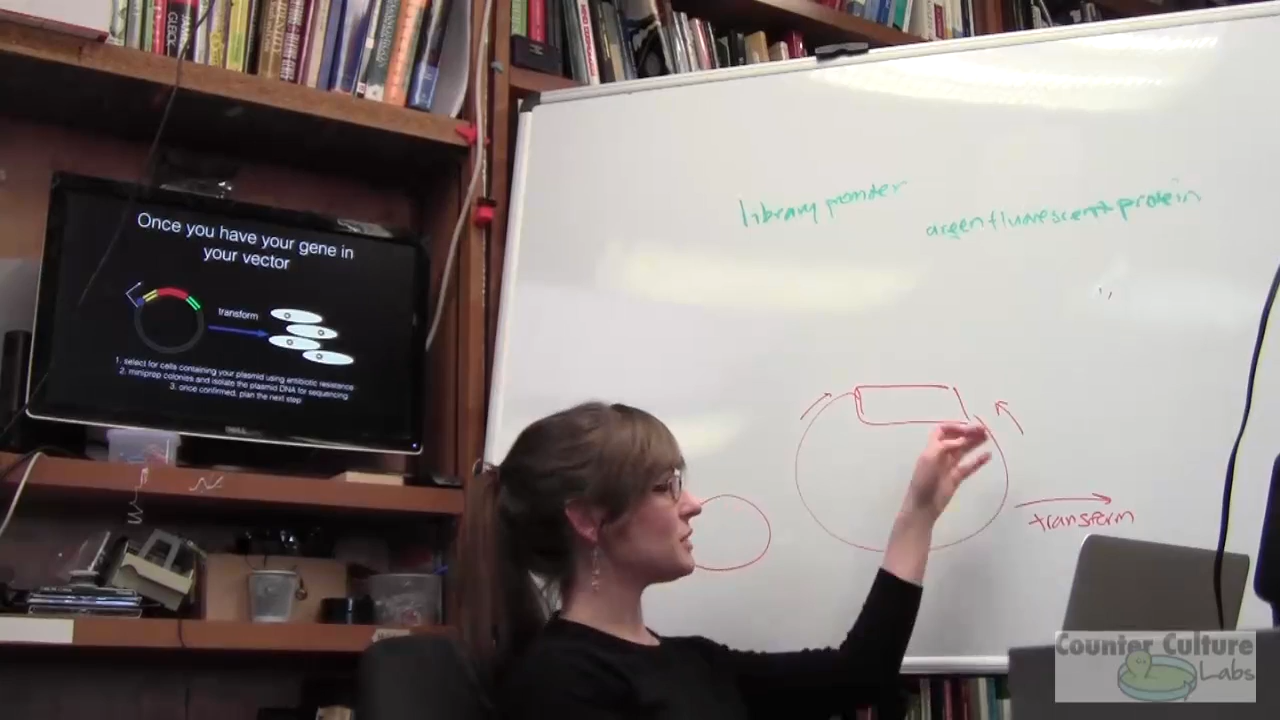 Once you have your gene in
your vector
transform
1. select for cells containing your plasmid using antibiotic resistance
2. miniprep colonies and isolate the plasmid DNA for sequencing
3. once confirmed, plan the next step
DELL
library promoter
green fluorescent protein
transform
Counter Culture
Labs